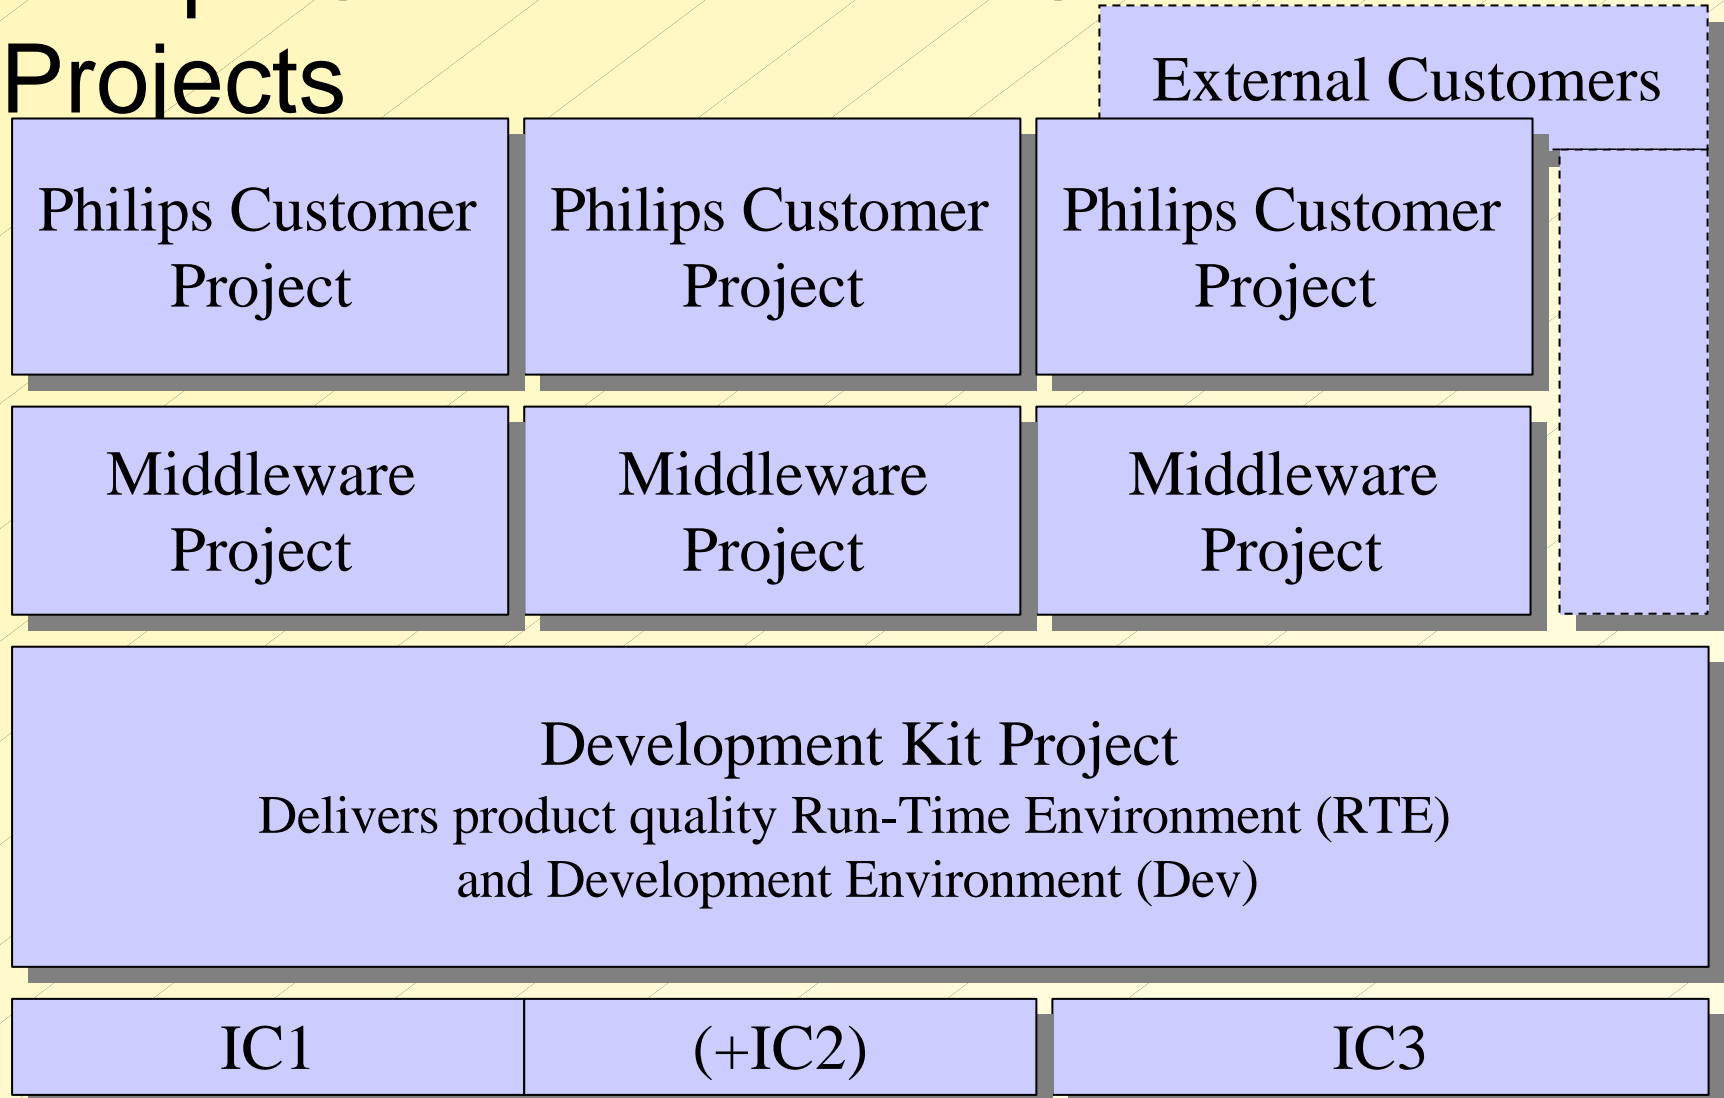 Projects
External Customers
Philips Customer
Project
Philips Customer
Project
Philips Customer
Project
Middleware
Project
Middleware
Project
Middleware
Project
Development Kit Project
Delivers product quality Run-Time Environment (RTE)
and Development Environment (Dev)
IC1
(+IC2)
IC3